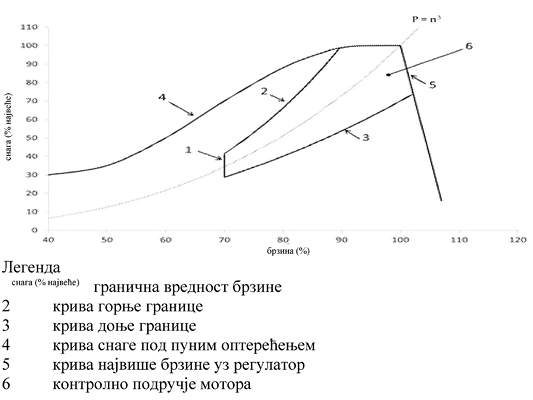 P = n³
100
90
80
70
60
50
40
30
20
10
0
снага (% највеће)
1
2
3
4
5
6
40 50 60 70 80 90 100 110 120
брзина (%)
Легенда
снага (% највеће) гранична вредност брзине
2 крива горње границе
3 крива доње границе
4 крива снаге под пуним оптерећењем
5 крива највише брзине уз регулатор
6 контролно подручје мотора